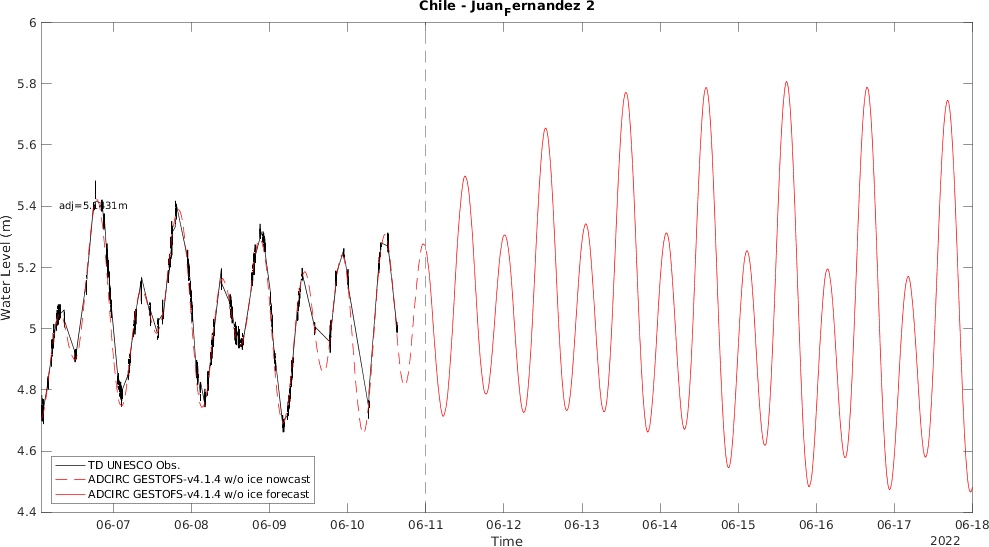 Chile - Juan_Fernandez 2
Water Level (m)
6
5.8
5.6
5.4
5.2
5
4.8
4.6
4.4
TD UNESCO Obs.
ADCIRC GESTOFS-v4.1.4 w/o ice nowcast
ADCIRC GESTOFS-v4.1.4 w/o ice forecast
06-07 06-08 06-09 06-10 06-11 06-12 06-13 06-14 06-15 06-16 06-17 06-18
Time
2022